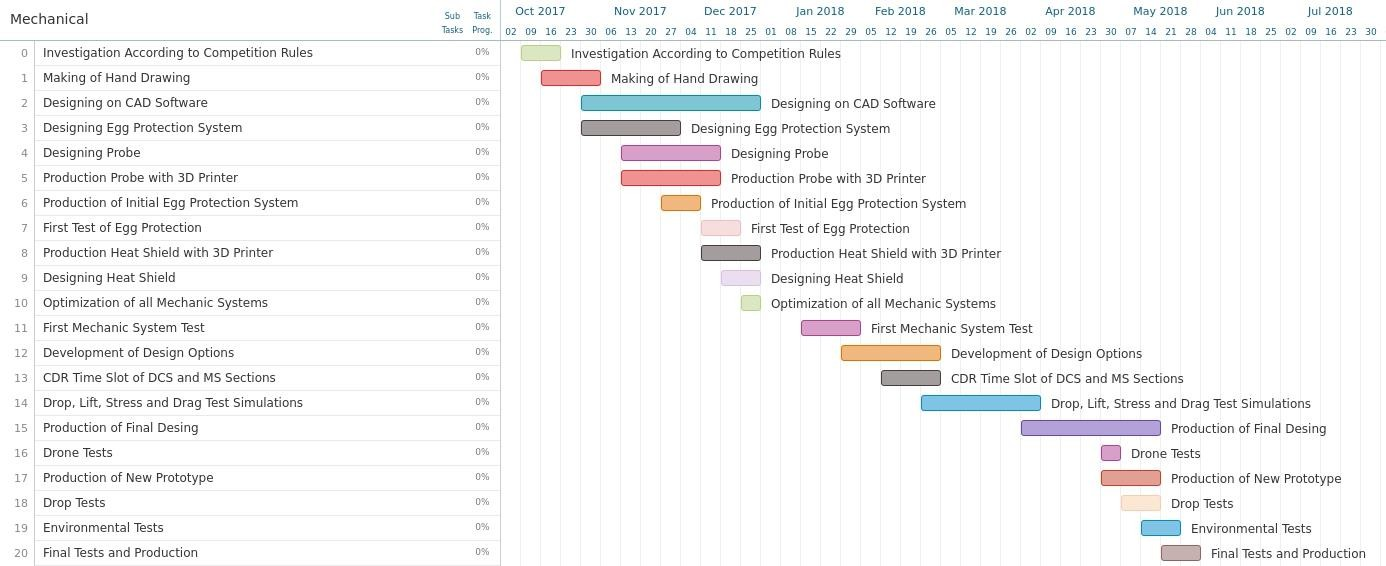 Mechanical
Sub Tasks
Task Prog.
Oct 2017 Nov 2017 Dec 2017 Jan 2018 Feb 2018 Mar 2018 Apr 2018 May 2018 Jun 2018 Jul 2018
02 09 16 23 30 06 13 20 27 04 11 18 25 01 08 15 22 29 05 12 19 26 05 12 19 26 02 09 16 23 30 07 14 21 28 04 11 18 25 02 09 16 23 30
0 Investigation According to Competition Rules 0% Investigation According to Competition Rules
1 Making of Hand Drawing 0% Making of Hand Drawing
2 Designing on CAD Software 0% Designing on CAD Software
3 Designing Egg Protection System 0% Designing Egg Protection System
4 Designing Probe 0% Designing Probe
5 Production Probe with 3D Printer 0% Production Probe with 3D Printer
6 Production of Initial Egg Protection System 0% Production of Initial Egg Protection System
7 First Test of Egg Protection 0% First Test of Egg Protection
8 Production Heat Shield with 3D Printer 0% Production Heat Shield with 3D Printer
9 Designing Heat Shield 0% Designing Heat Shield
10 Optimization of all Mechanic Systems 0% Optimization of all Mechanic Systems
11 First Mechanic System Test 0% First Mechanic System Test
12 Development of Design Options 0% Development of Design Options
13 CDR Time Slot of DCS and MS Sections 0% CDR Time Slot of DCS and MS Sections
14 Drop, Lift, Stress and Drag Test Simulations 0% Drop, Lift, Stress and Drag Test Simulations
15 Production of Final Desing 0% Production of Final Desing
16 Drone Tests 0% Drone Tests
17 Production of New Prototype 0% Production of New Prototype
18 Drop Tests 0% Drop Tests
19 Environmental Tests 0% Environmental Tests
20 Final Tests and Production 0% Final Tests and Production